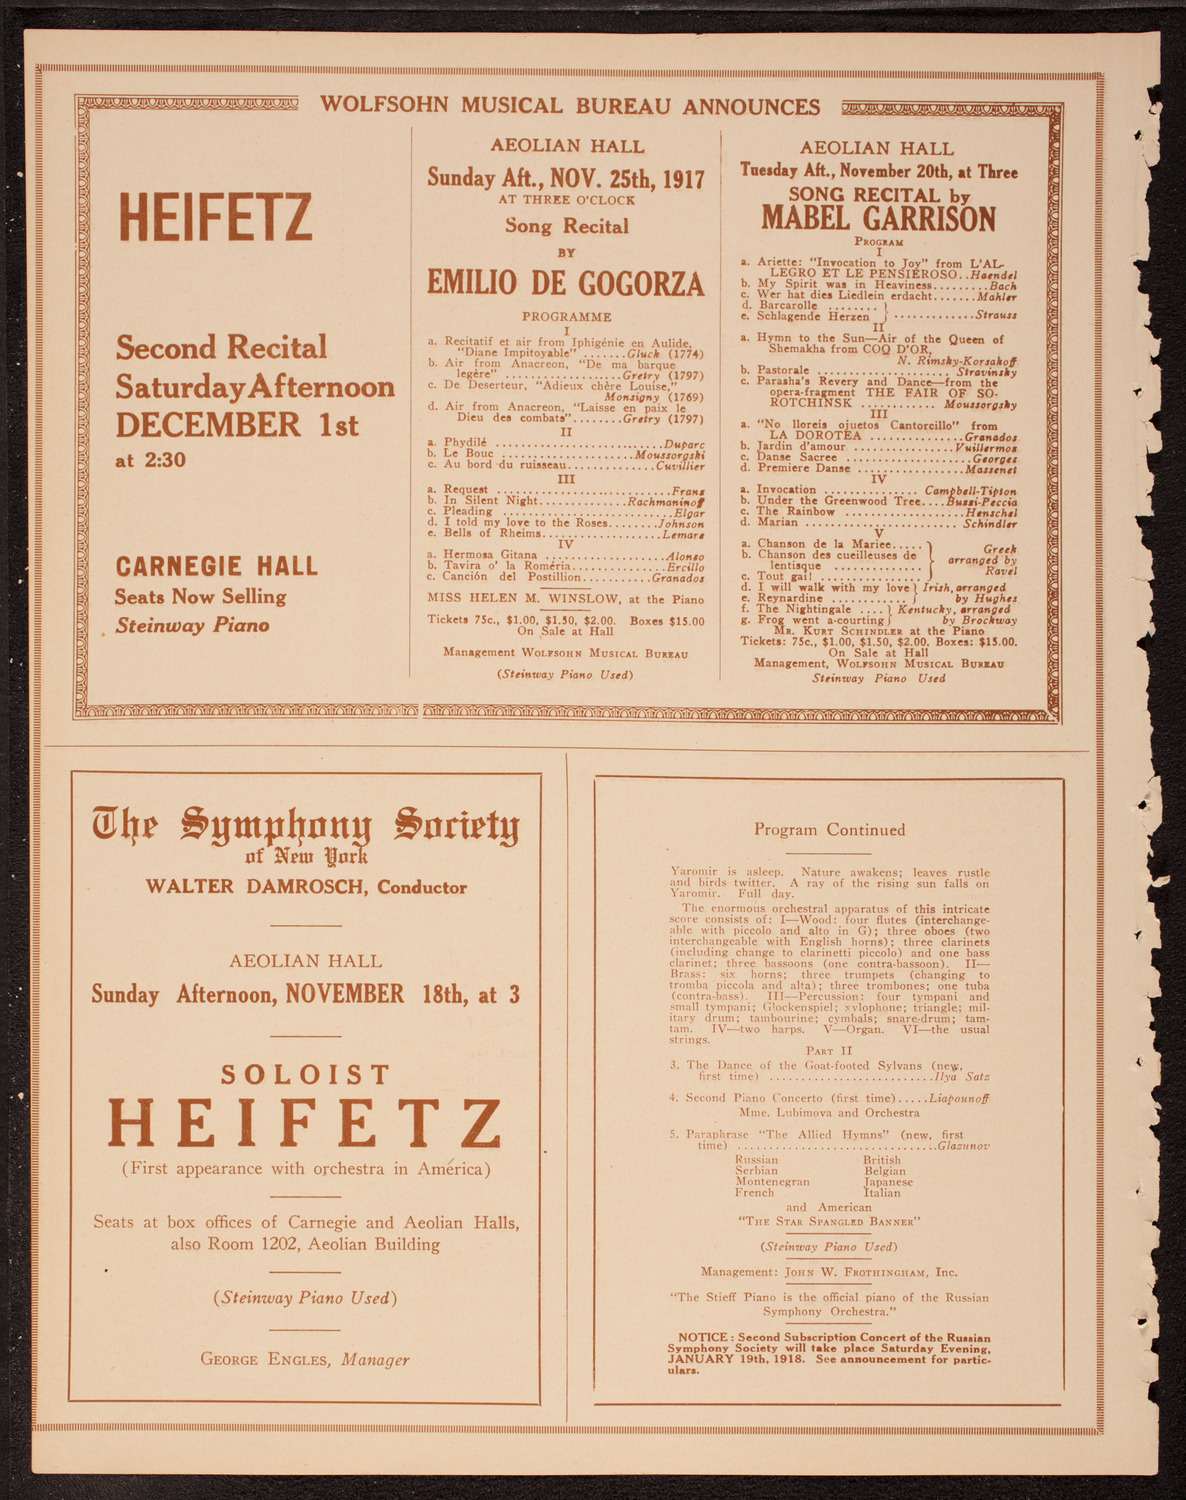 WOLFSOHN MUSICAL BUREAU ANNOUNCES
HEIFETZ
Second Recital
Saturday Afternoon
DECEMBER 1st
at 2:30
CARNEGIE HALL
Seats Now Selling
Steinway Piano
AEOLIAN HALL
Sunday Aft., NOV. 25th, 1917
AT THREE O'CLOCK
Song Recital
BY
EMILIO DE GOGORZA
PROGRAMME
I
a. Recitatif et air from Iphigénie en Aulide,
"Diane Impitoyable" .......Gluck (1774)
b. Air from Anacreon, "De ma barque
legère" ..................Gretry (1797)
c. De Deserteur, "Adieux chère Louise,"
Monsigny (1769)
d. Air from Anacreon, "Laisse en paix le
Dieu des combats"........Gretry (1797)
II
a. Phydilé ..........................Duparc
b. Le Bouc ....................Moussorgski
c. Au bord du ruisseau.............Cuvillier
III
a. Request ..........................Franz
b. In Silent Night.............Rachmaninoff
c. Pleading ..........................Elgar
d. I told my love to the Roses........Johnson
e. Bells of Rheims..................Lemare
IV
a. Hermosa Gitana ...................Alonso
b. Tavira o' la Roméria...............Ercillo
c. Canción del Postillion...........Granados
MISS HELEN M. WINSLOW, at the Piano
Tickets 75c., $1.00, $1.50, $2.00. Boxes $15.00
On Sale at Hall
Management WOLFSOHN MUSICAL BUREAU
(Steinway Piano Used)
AEOLIAN HALL
Tuesday Aft., November 20th, at Three
SONG RECITAL by
MABEL GARRISON
PROGRAM
I
a. Ariette: "Invocation to Joy" from L'AL-
LEGRO ET LE PENSIEROSO..Haendel
b. My Spirit was in Heaviness.........Bach
c. Wer hat dies Liedlein erdacht.......Mahler
d. Barcarolle ........ }
e. Schlagende Herzen } ............Strauss
II
a. Hymn to the Sun—Air of the Queen of
Shemakha from COQ D'OR,
N. Rimsky-Korsakoff
b. Pastorale .................... Stravinsky
c. Parasha's Revery and Dance—from the
opera-fragment THE FAIR OF SO-
ROTCHINSK ........... Moussorgsky
III
a. "No lloreis ojuetos Cantorcillo" from
LA DOROTEA ..............Granados
b. Jardin d'amour ...............Vuillermoz
c. Danse Sacree ...................Georges
d. Premiere Danse ................Massenet
IV
a. Invocation .............. Campbell-Tipton
b. Under the Greenwood Tree....Buzzi-Peccia
c. The Rainbow ..................Henschel
d. Marian ....................... Schindler
V
a. Chanson de la Mariee..... }
b. Chanson des cueilleuses de } Greek
lentisque .............. } arranged by
c. Tout gai! ............... } Ravel
d. I will walk with my love } Irish, arranged
e. Reynardine ............ } by Hughes
f. The Nightingale .... } Kentucky, arranged
g. Frog went a-courting } by Brockway
MR. KURT SCHINDLER at the Piano
Tickets: 75c., $1.00, $1.50, $2.00. Boxes: $15.00.
On Sale at Hall
Management, WOLFSOHN MUSICAL BUREAU
Steinway Piano Used
The Symphony Society
of New York
WALTER DAMROSCH, Conductor
AEOLIAN HALL
Sunday Afternoon, NOVEMBER 18th, at 3
SOLOIST
HEIFETZ
(First appearance with orchestra in America)
Seats at box offices of Carnegie and Aeolian Halls,
also Room 1202, Aeolian Building
(Steinway Piano Used)
GEORGE ENGLES, Manager
Program Continued
Yaromir is asleep. Nature awakens; leaves rustle
and birds twitter. A ray of the rising sun falls on
Yaromir. Full day.
The enormous orchestral apparatus of this intricate
score consists of: I—Wood: four flutes (interchange-
able with piccolo and alto in G); three oboes (two
interchangeable with English horns); three clarinets
(including change to clarinetti piccolo) and one bass
clarinet; three bassoons (one contra-bassoon). II—
Brass: six horns; three trumpets (changing to
tromba piccola and alta); three trombones; one tuba
(contra-bass). III—Percussion: four tympani and
small tympani; Glockenspiel; xylophone; triangle; mil-
itary drum; tambourine; cymbals; snare-drum; tam-
tam. IV—two harps. V—Organ. VI—the usual
strings.
PART II
3. The Dance of the Goat-footed Sylvans (new,
first time) .........................Ilya Satz
4. Second Piano Concerto (first time).....Liapounoff
Mme. Lubimova and Orchestra
5. Paraphrase "The Allied Hymns" (new, first
time) ...............................Glazunov
Russian British
Serbian Belgian
Montenegran Japanese
French Italian
and American
"THE STAR SPANGLED BANNER"
(Steinway Piano Used)
Management: JOHN W. FROTHINGHAM, Inc.
"The Stieff Piano is the official piano of the Russian
Symphony Orchestra."
NOTICE: Second Subscription Concert of the Russian
Symphony Society will take place Saturday Evening,
JANUARY 19th, 1918. See announcement for partic-
ulars.